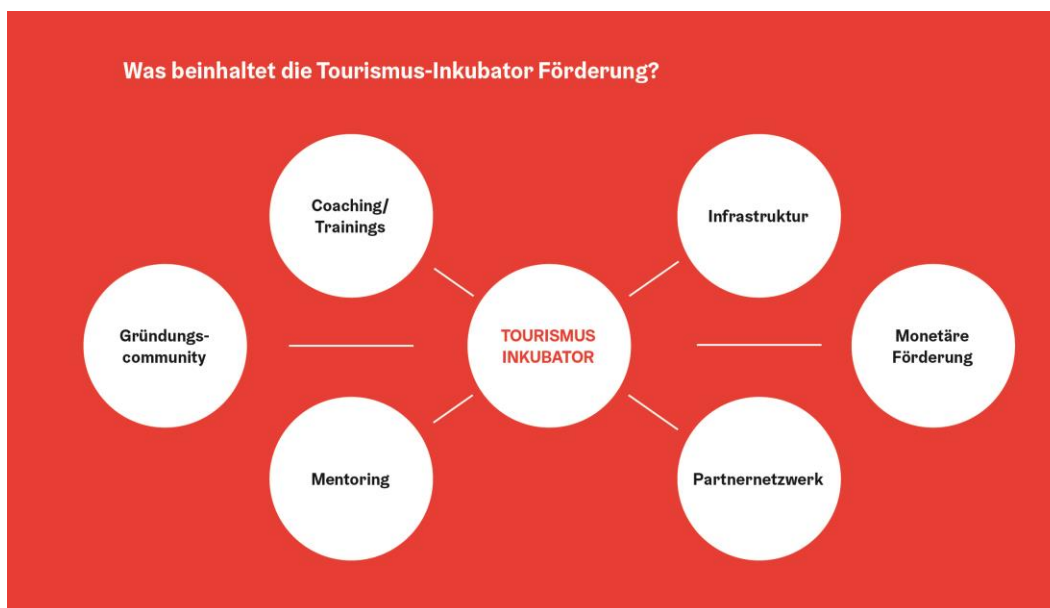 Was beinhaltet die Tourismus-Inkubator Förderung?
Coaching/
Trainings
Infrastruktur
Gründungs-
community
TOURISMUS
INKUBATOR
Monetäre
Förderung
Mentoring
Partnernetzwerk